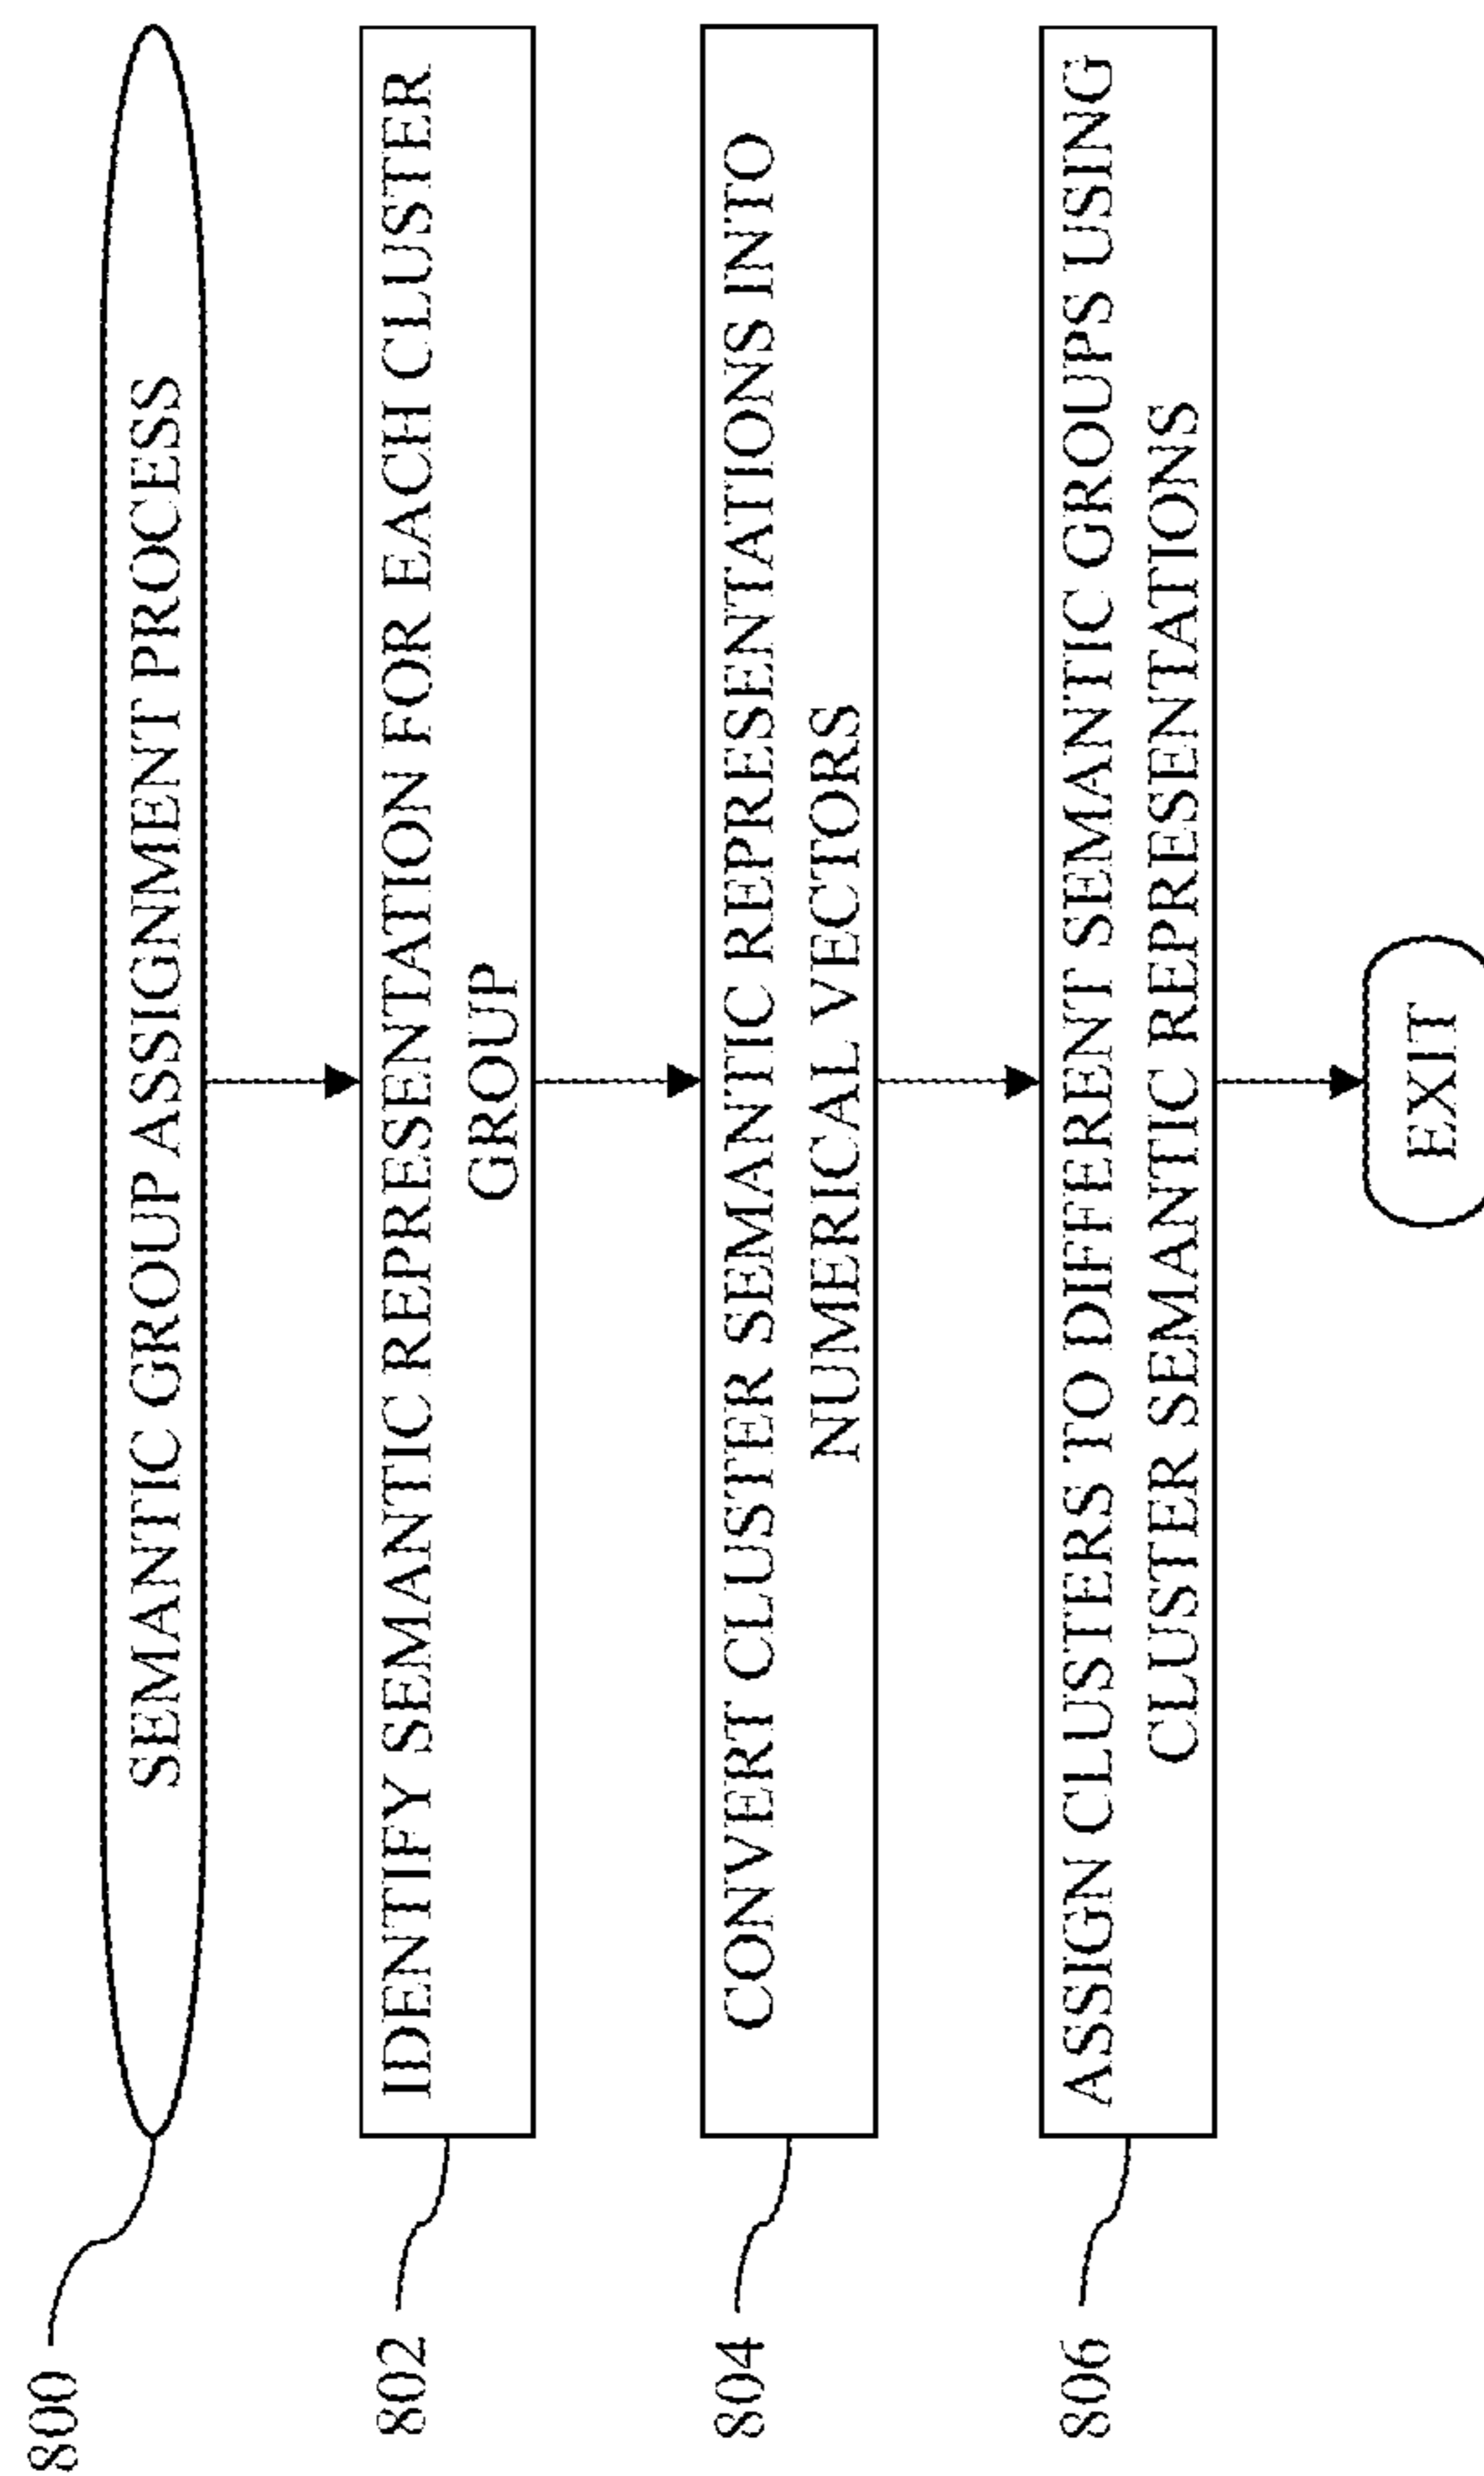 800
SEMANTIC GROUP ASSIGNMENT PROCESS
802
IDENTIFY SEMANTIC REPRESENTATION FOR EACH CLUSTER
GROUP
804
CONVERT CLUSTER SEMANTIC REPRESENTATIONS INTO
NUMERICAL VECTORS
806
ASSIGN CLUSTERS TO DIFFERENT SEMANTIC GROUPS USING
CLUSTER SEMANTIC REPRESENTATIONS
EXIT